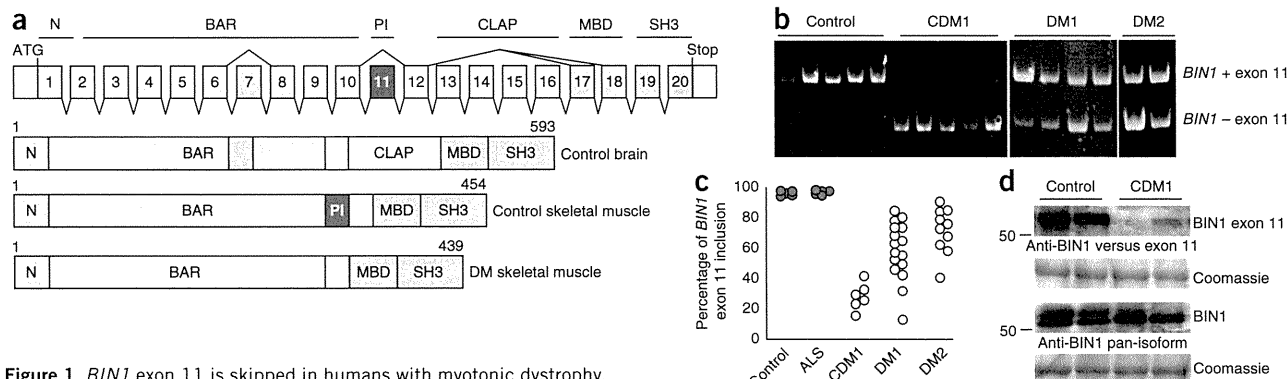 a
N BAR PI CLAP MBD SH3
ATG Stop
1 2 3 4 5 6 7 8 9 10 11 12 13 14 15 16 17 18 19 20
1 593
N BAR CLAP MBD SH3 Control brain
1 454
N BAR PI MBD SH3 Control skeletal muscle
1 439
N BAR MBD SH3 DM skeletal muscle
b
Control CDM1 DM1 DM2
BIN1 + exon 11
BIN1 – exon 11
c
Percentage of BIN1
exon 11 inclusion
100
80
60
40
20
0
Control ALS CDM1 DM1 DM2
d
Control CDM1
BIN1 exon 11
50
Anti-BIN1 versus exon 11
Coomassie
BIN1
50
Anti-BIN1 pan-isoform
Coomassie
Figure 1 BIN1 exon 11 is skipped in humans with myotonic dystrophy